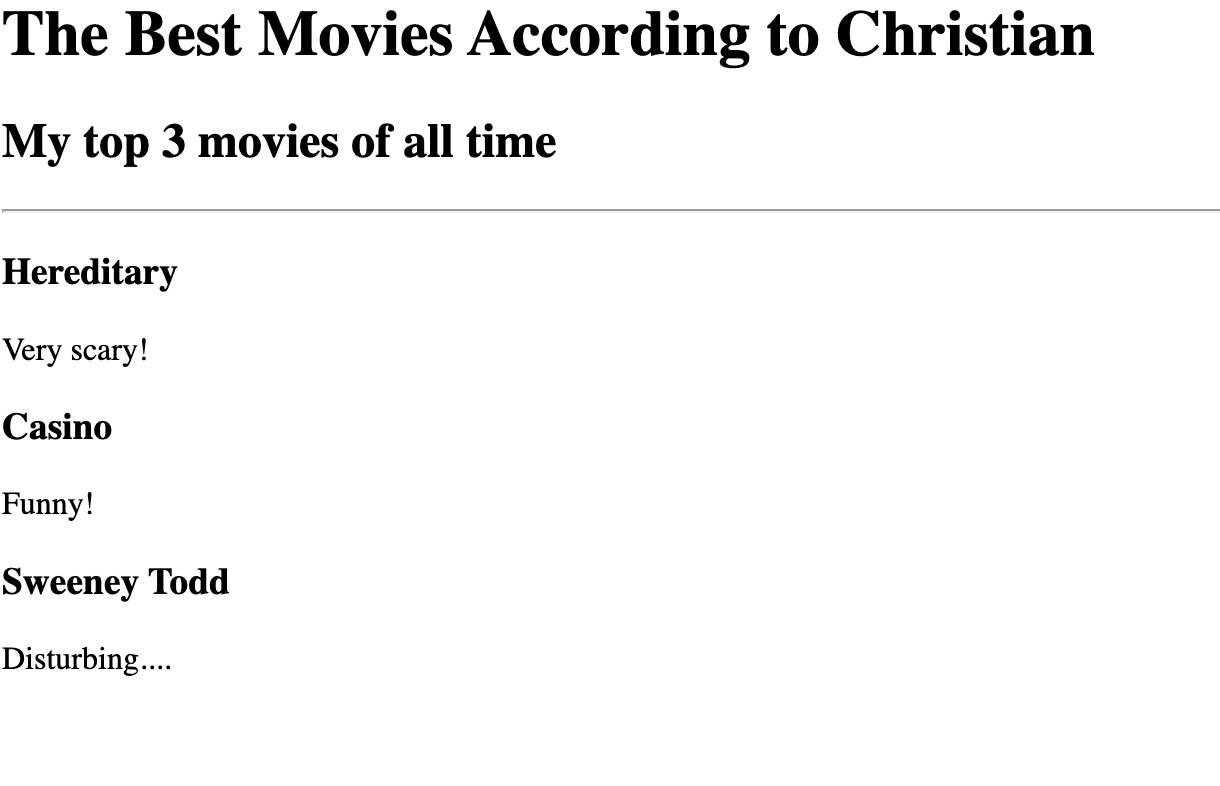 The Best Movies According to Christian
My top 3 movies of all time
Hereditary
Very scary!
Casino
Funny!
Sweeney Todd
Disturbing....